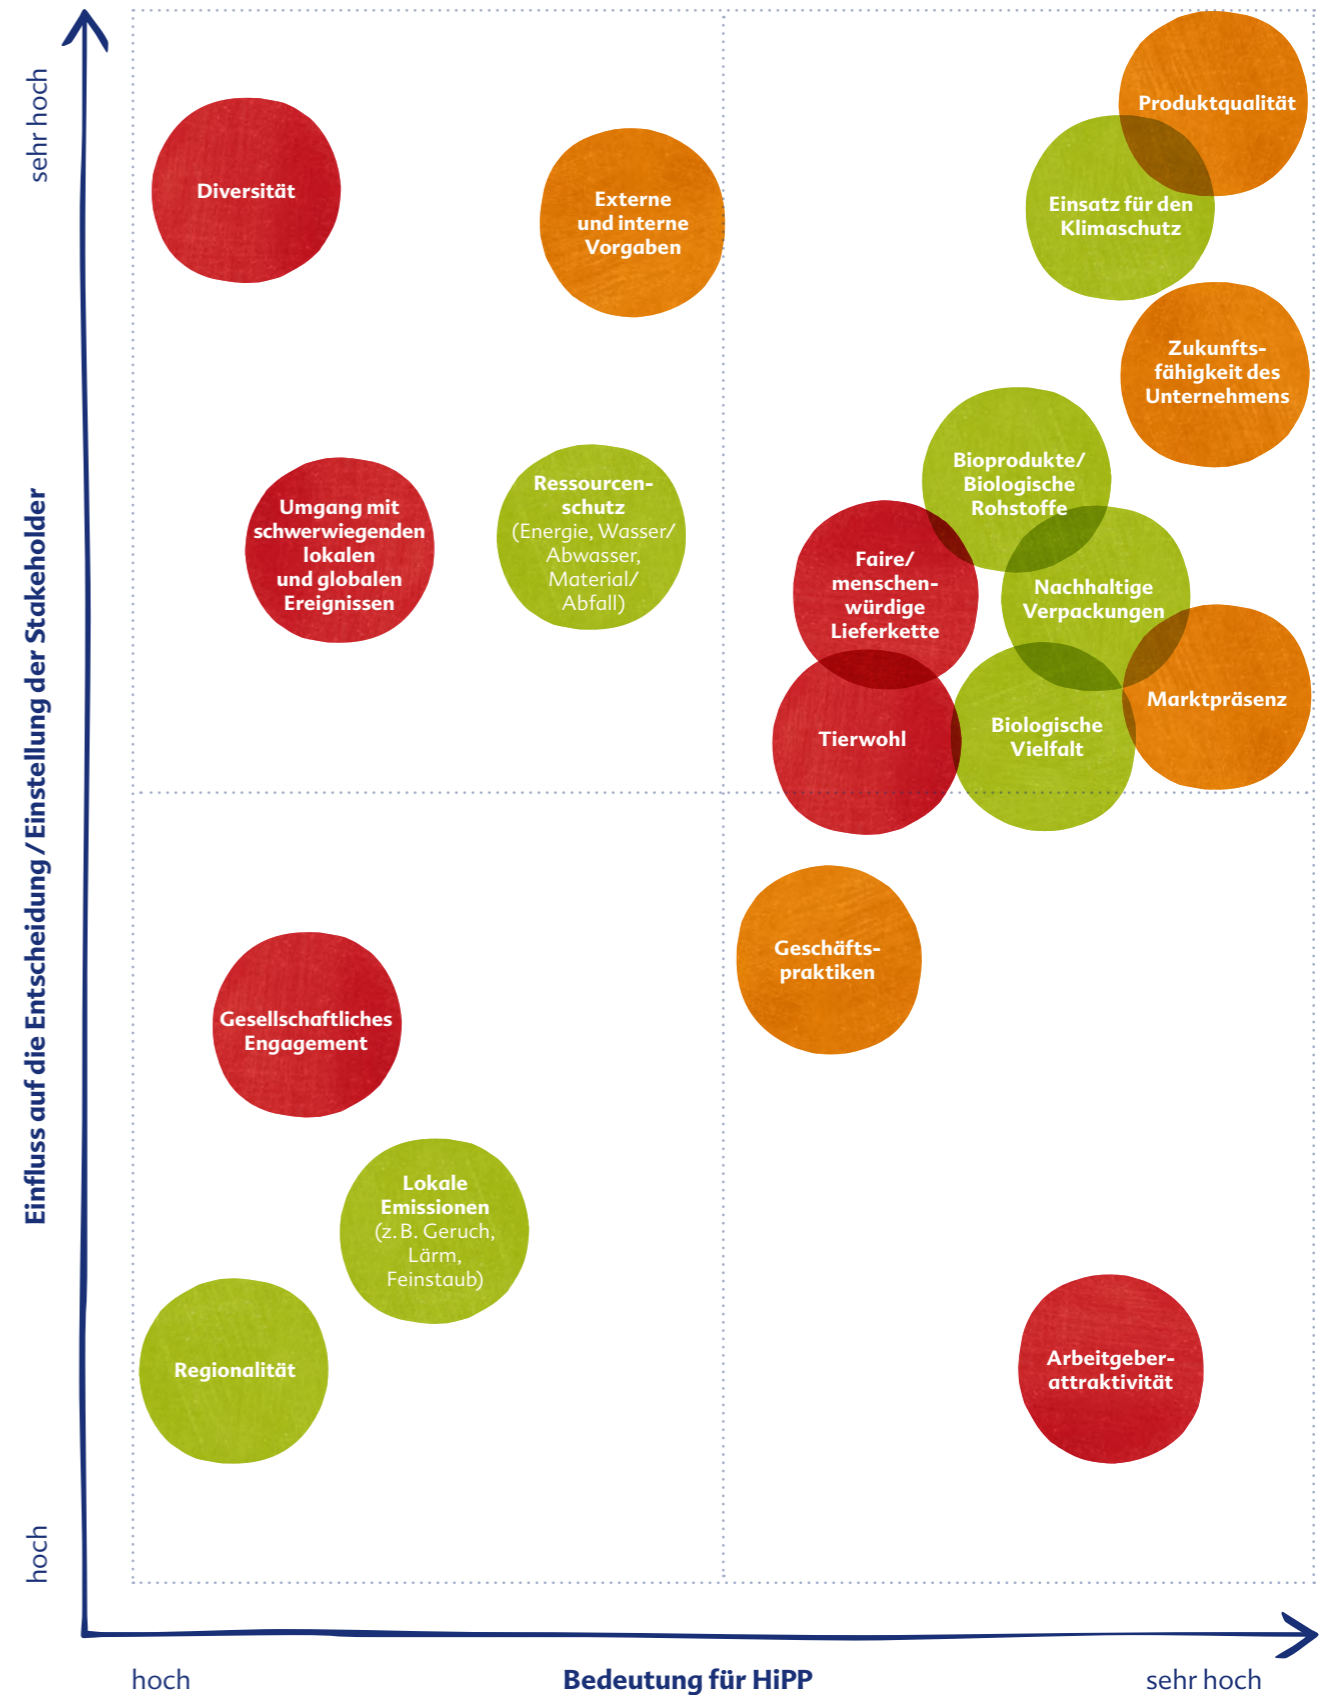 sehr hoch
Einfluss auf die Entscheidung / Einstellung der Stakeholder
hoch
Produktqualität
Diversität
Externe
und interne
Vorgaben
Einsatz für den
Klimaschutz
Zukunfts-
fähigkeit des
Unternehmens
Bioprodukte/
Biologische
Rohstoffe
Umgang mit
schwerwiegenden
lokalen
und globalen
Ereignissen
Ressourcen-
schutz
(Energie, Wasser/
Abwasser,
Material/
Abfall)
Faire/
menschen-
würdige
Lieferkette
Nachhaltige
Verpackungen
Marktpräsenz
Tierwohl
Biologische
Vielfalt
Geschäfts-
praktiken
Gesellschaftliches
Engagement
Lokale
Emissionen
(z. B. Geruch,
Lärm,
Feinstaub)
Regionalität
Arbeitgeber-
attraktivität
hoch
Bedeutung für HiPP
sehr hoch